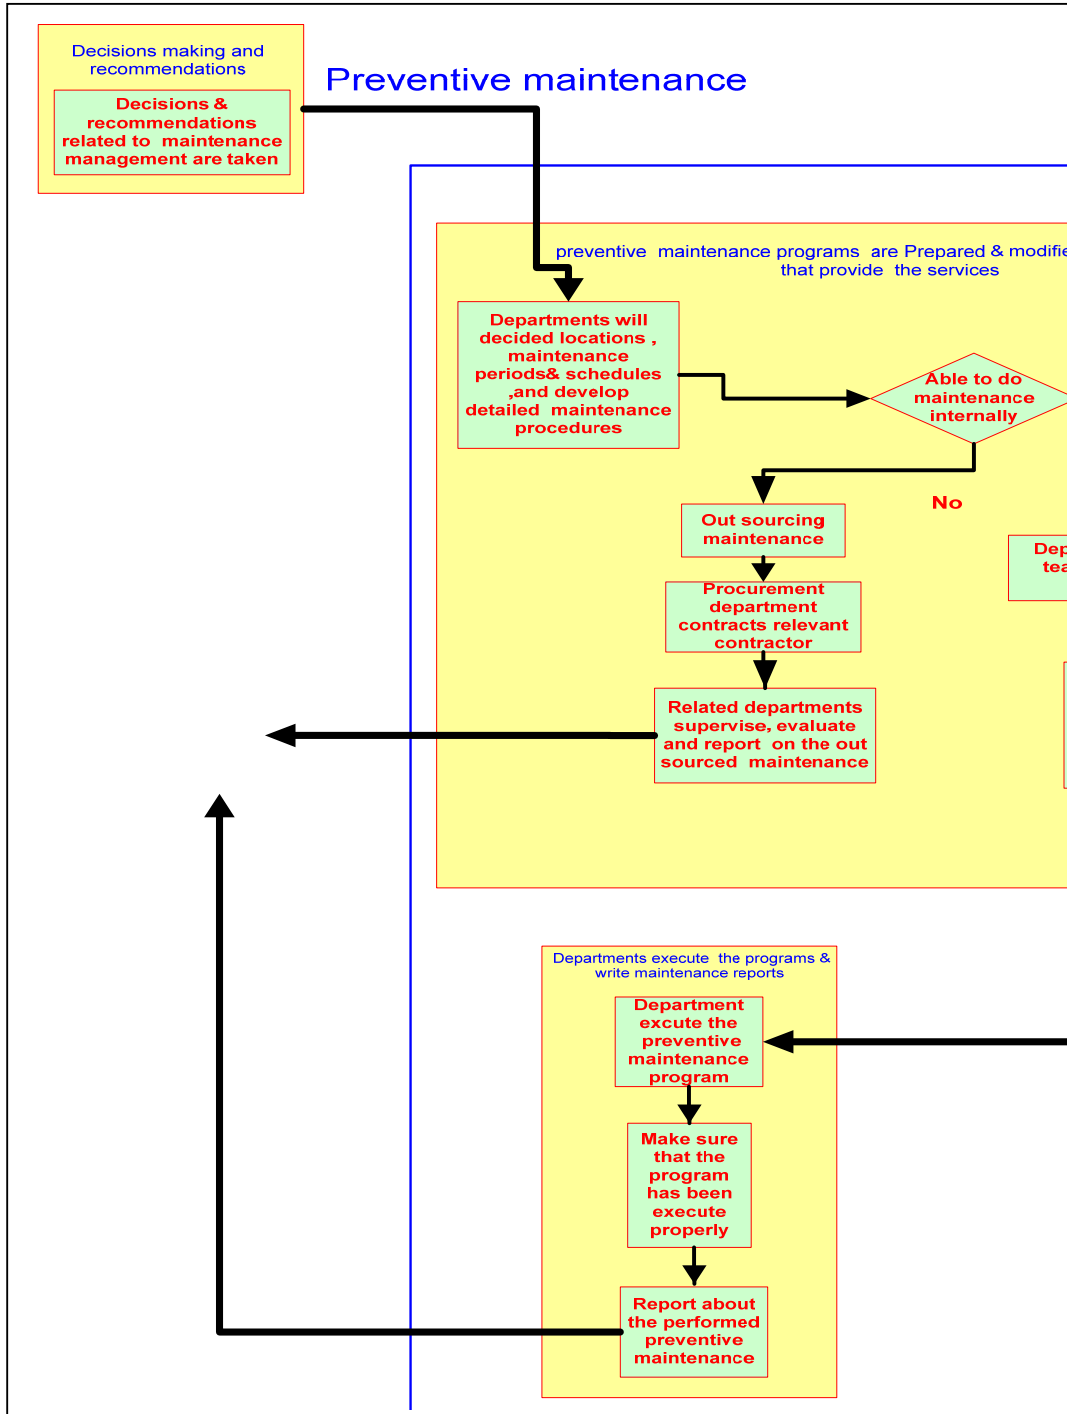 Decisions making and
recommendations
Decisions &
recommendations
related to maintenance
management are taken
Preventive maintenance
preventive maintenance programs are Prepared & modifie
that provide the services
Departments will
decided locations ,
maintenance
periods& schedules
,and develop
detailed maintenance
procedures
Able to do
maintenance
internally
No
Out sourcing
maintenance
Procurement
department
contracts relevant
contractor
Related departments
supervise, evaluate
and report on the out
sourced maintenance
Dep
tea
Departments execute the programs &
write maintenance reports
Department
excute the
preventive
maintenance
program
Make sure
that the
program
has been
execute
properly
Report about
the performed
preventive
maintenance